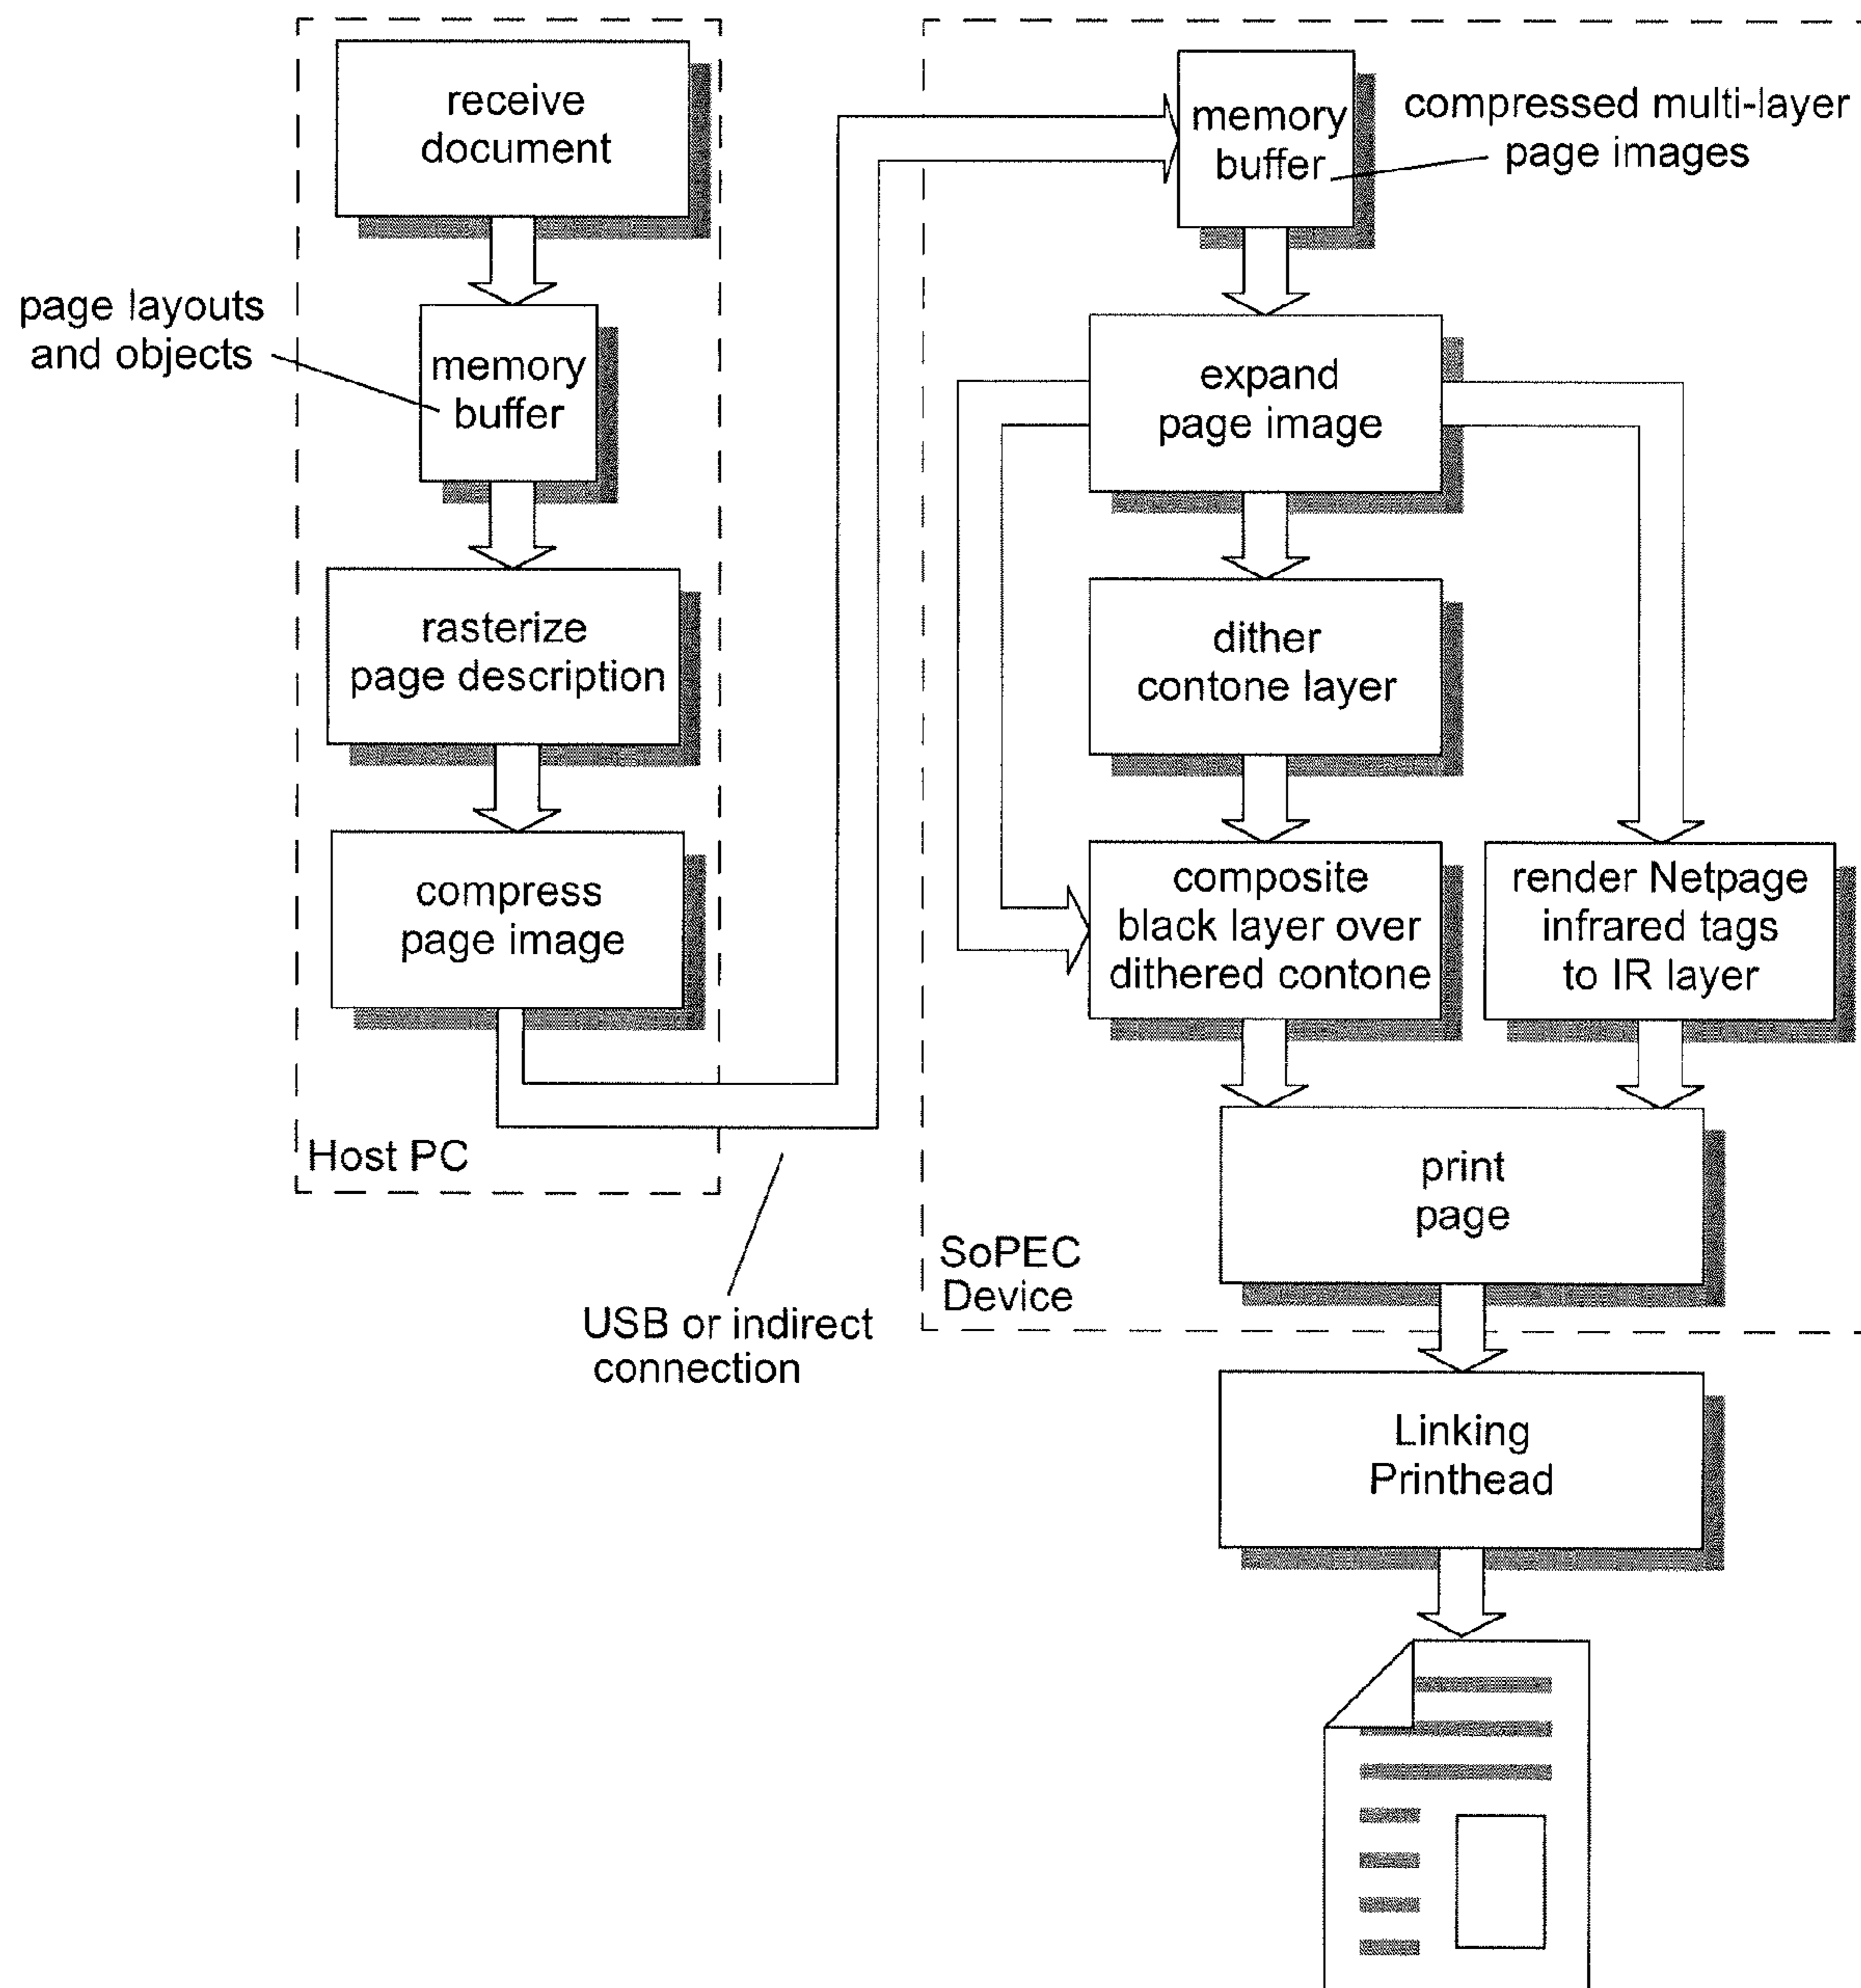 receive
document
page layouts
and objects
memory
buffer
rasterize
page description
compress
page image
Host PC
USB or indirect
connection
memory
buffer
compressed multi-layer
page images
expand
page image
dither
contone layer
composite
black layer over
dithered contone
render Netpage
infrared tags
to IR layer
print
page
SoPEC
Device
Linking
Printhead